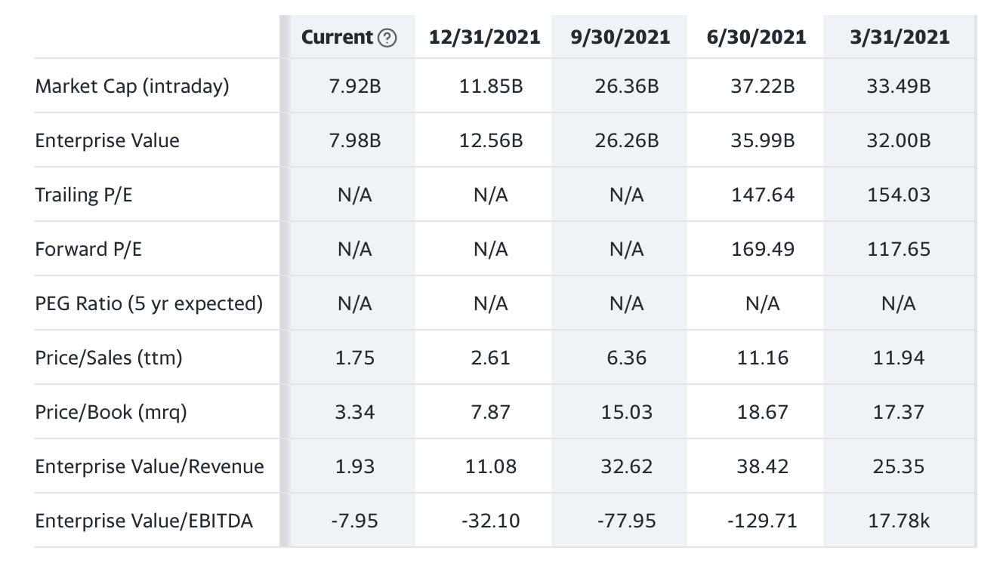 Current ? 12/31/2021 9/30/2021 6/30/2021 3/31/2021
Market Cap (intraday) 7.92B 11.85B 26.36B 37.22B 33.49B
Enterprise Value 7.98B 12.56B 26.26B 35.99B 32.00B
Trailing P/E N/A N/A N/A 147.64 154.03
Forward P/E N/A N/A N/A 169.49 117.65
PEG Ratio (5 yr expected) N/A N/A N/A N/A N/A
Price/Sales (ttm) 1.75 2.61 6.36 11.16 11.94
Price/Book (mrq) 3.34 7.87 15.03 18.67 17.37
Enterprise Value/Revenue 1.93 11.08 32.62 38.42 25.35
Enterprise Value/EBITDA -7.95 -32.10 -77.95 -129.71 17.78k